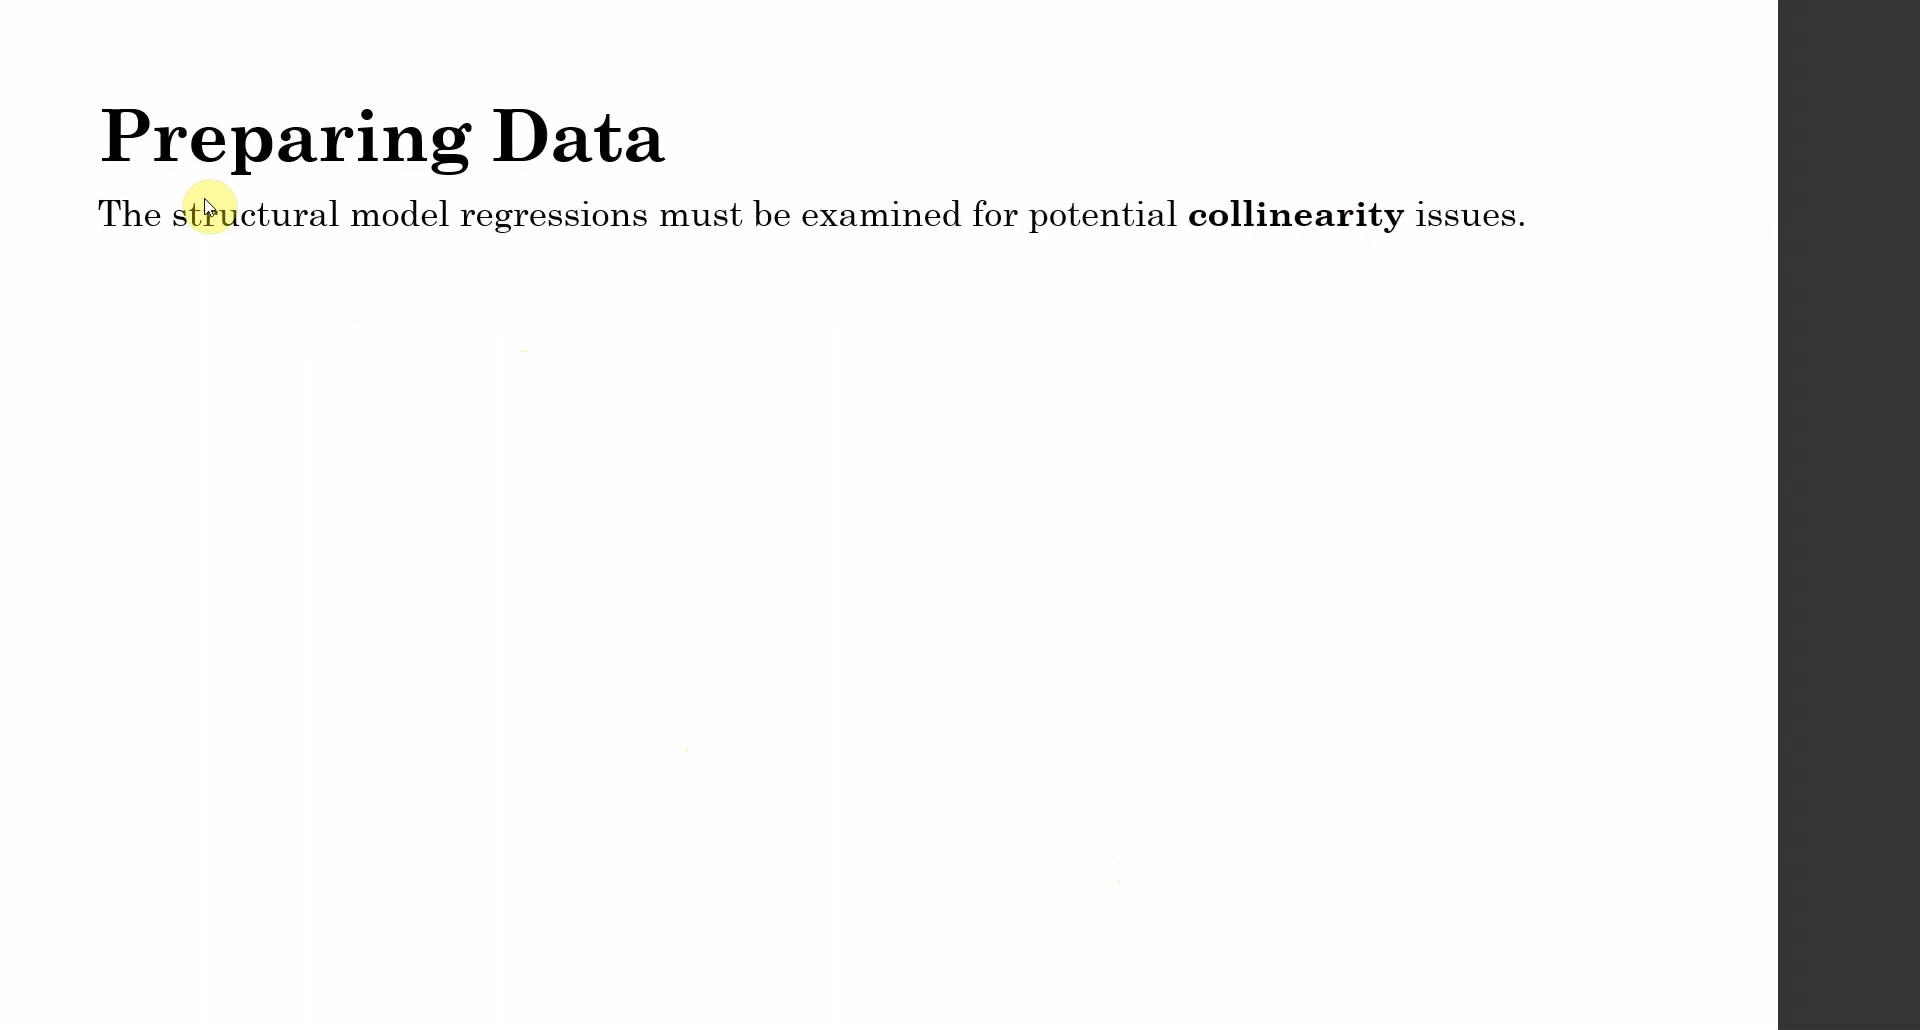 Preparing Data
The structural model regressions must be examined for potential collinearity issues.